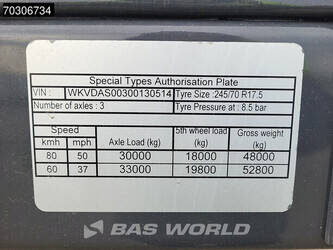 70306734
Special Types Authorisation Plate
VIN : WKVDAS00300130514 Tyre Size :245/70 R17.5
Number of axles : 3 Tyre Pressure at : 8.5 bar
Speed Axle Load (kg) 5th wheel load (kg) Gross weight (kg)
kmh mph
80 50 30000 18000 48000
60 37 33000 19800 52800
BAS WORLD